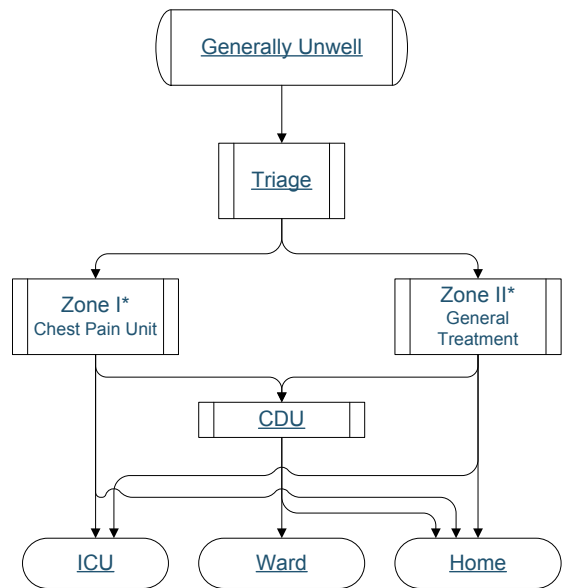 Generally Unwell
Triage
Zone I*
Chest Pain Unit
Zone II*
General
Treatment
CDU
ICU
Ward
Home